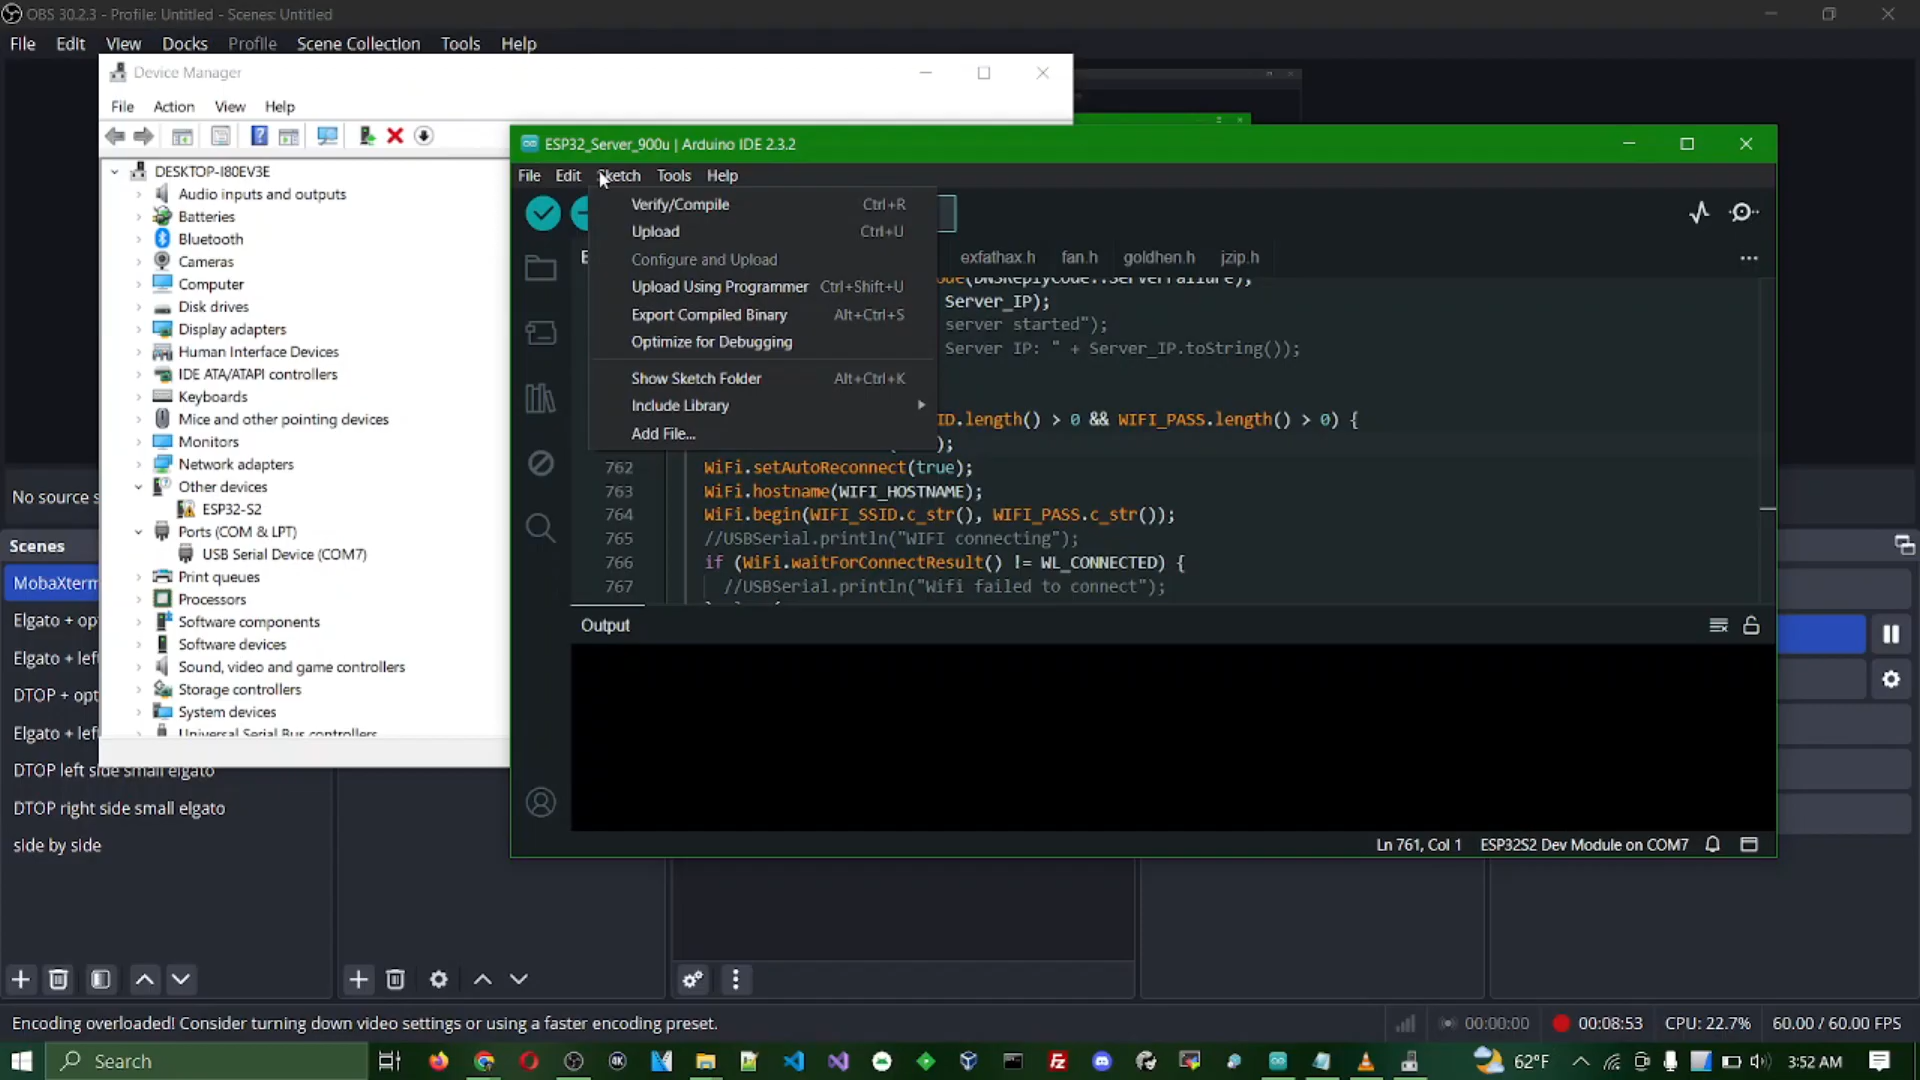 OBS 30.2.3 - Profile: Untitled - Scenes: Untitled
File Edit View Docks Profile Scene Collection Tools Help
Device Manager
File Action View Help
DESKTOP-I80EV3E
Audio inputs and outputs
Batteries
Bluetooth
Cameras
Computer
Disk drives
Display adapters
Human Interface Devices
IDE ATA/ATAPI controllers
Keyboards
Mice and other pointing devices
Monitors
Network adapters
Other devices
ESP32-S2
Ports (COM & LPT)
USB Serial Device (COM7)
Print queues
Processors
Software components
Software devices
Sound, video and game controllers
Storage controllers
System devices
Universal Serial Bus controllers
ESP32_Server_900u | Arduino IDE 2.3.2
File Edit Sketch Tools Help
Verify/Compile Ctrl+R
Upload Ctrl+U
Configure and Upload
Upload Using Programmer Ctrl+Shift+U
Export Compiled Binary Alt+Ctrl+S
Optimize for Debugging
Show Sketch Folder Alt+Ctrl+K
Include Library
Add File...
exfathax.h fan.h goldhen.h jzip.h
ode(DNSReplyCode::ServerFailure);
Server_IP);
server started");
Server IP: " + Server_IP.toString());
ID.length() > 0 && WIFI_PASS.length() > 0) {
);
762 WiFi.setAutoReconnect(true);
763 WiFi.hostname(WIFI_HOSTNAME);
764 WiFi.begin(WIFI_SSID.c_str(), WIFI_PASS.c_str());
765 //USBSerial.println("WIFI connecting");
766 if (WiFi.waitForConnectResult() != WL_CONNECTED) {
767 //USBSerial.println("Wifi failed to connect");
Output
Ln 761, Col 1 ESP32S2 Dev Module on COM7
No source s
Scenes
MobaXterm
Elgato + op
Elgato + left
DTOP + opt
Elgato + left
DTOP left side small elgato
DTOP right side small elgato
side by side
Encoding overloaded! Consider turning down video settings or using a faster encoding preset.
00:00:00 00:08:53 CPU: 22.7% 60.00 / 60.00 FPS
Search
62°F 3:52 AM